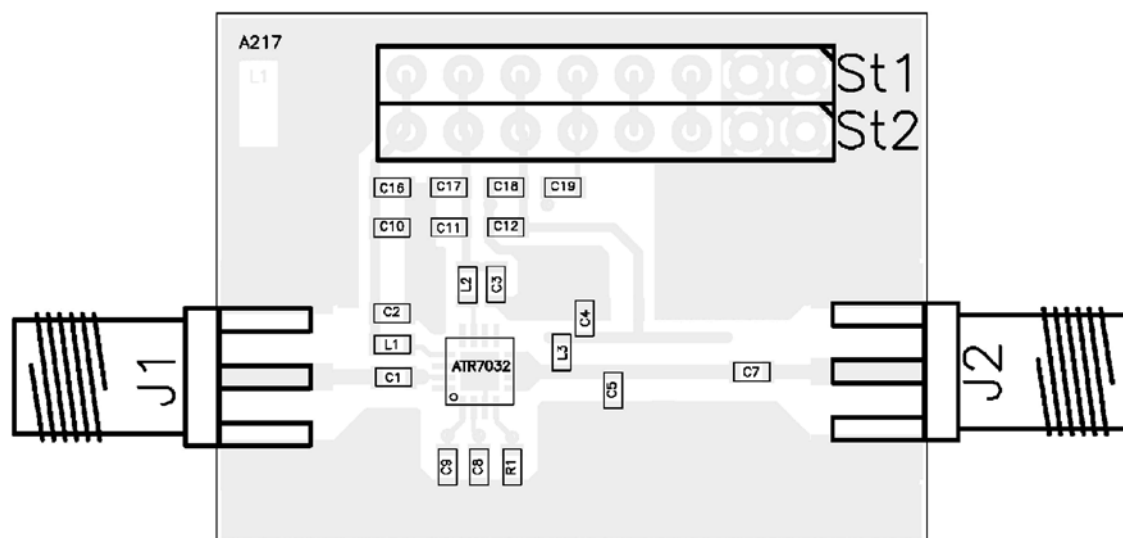 A217
L1
St1
St2
C16 C17 C18 C19
C10 C11 C12
L2 C3
C2
C4
L1
L3
ATR7032
C1
C7
C5
J1
J2
C9 C8 R1